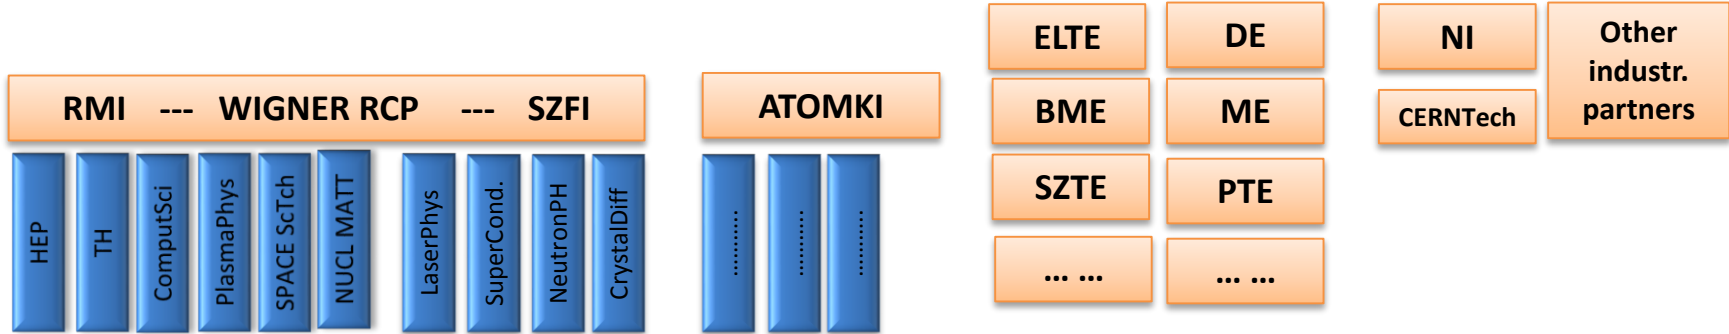 RMI --- WIGNER RCP --- SZFI
HEP
TH
ComputSci
PlasmaPhys
SPACE ScTch
NUCL MATT
LaserPhys
SuperCond.
NeutronPH
CrystalDiff
ATOMKI
..........
..........
..........
ELTE
DE
BME
ME
SZTE
PTE
... ...
... ...
NI
CERNTech
Other
industr.
partners